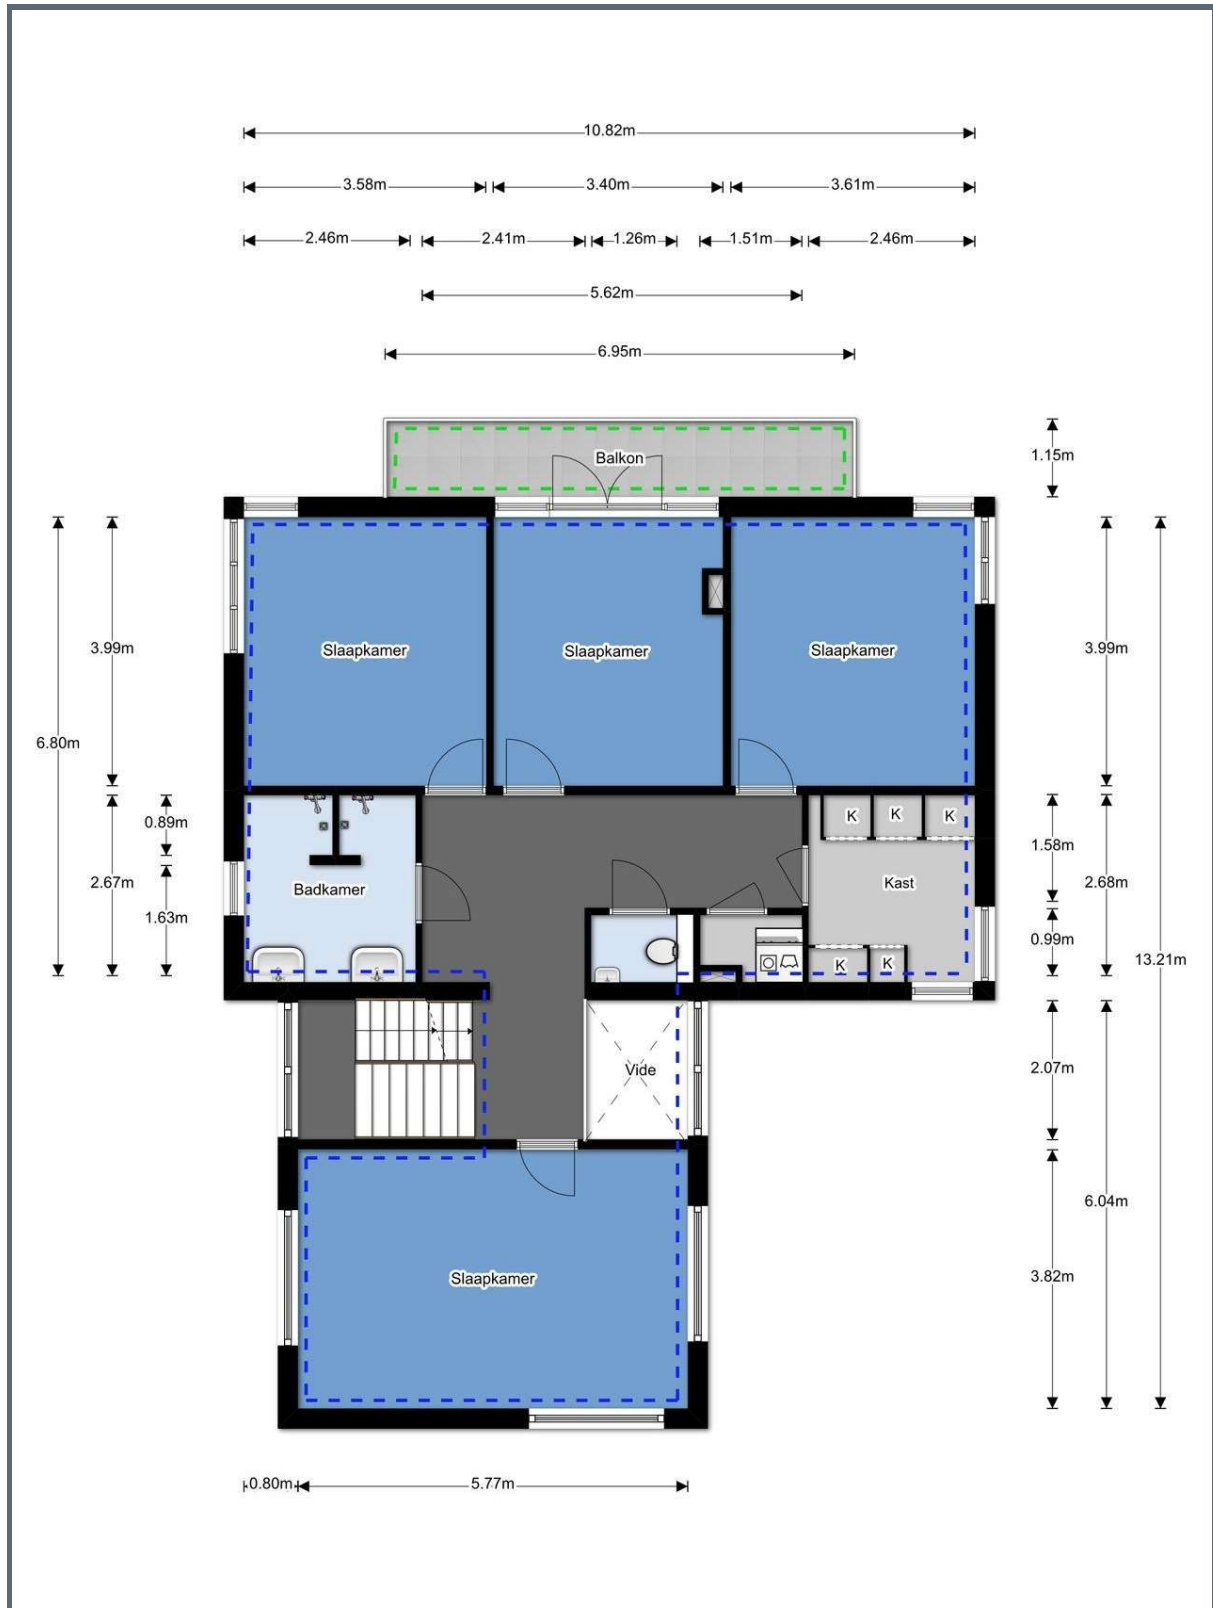 10.82m
3.58m
3.40m
3.61m
2.46m
2.41m
1.26m
1.51m
2.46m
5.62m
6.95m
Balkon
1.15m
Slaapkamer
Slaapkamer
Slaapkamer
3.99m
3.99m
6.80m
0.89m
2.67m
1.63m
K
K
K
1.58m
2.68m
Badkamer
Kast
0.99m
13.21m
K
K
Vide
2.07m
6.04m
Slaapkamer
3.82m
0.80m
5.77m